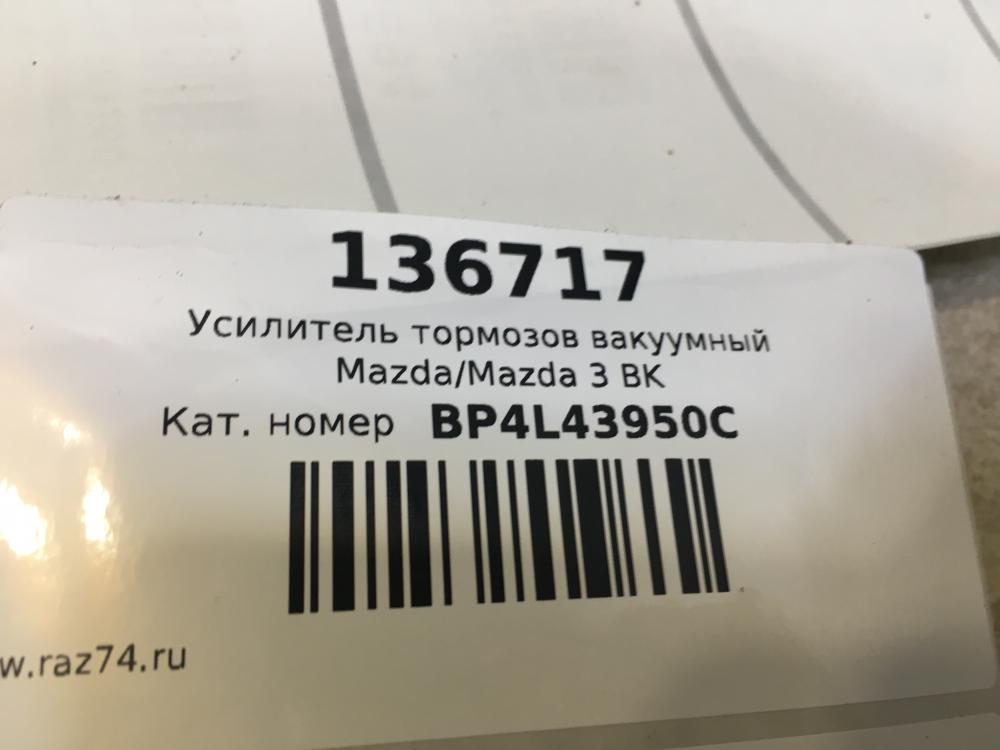 136717
Усилитель тормозов вакуумный
Mazda/Mazda 3 BK
Кат. номер BP4L43950C
w.raz74.ru